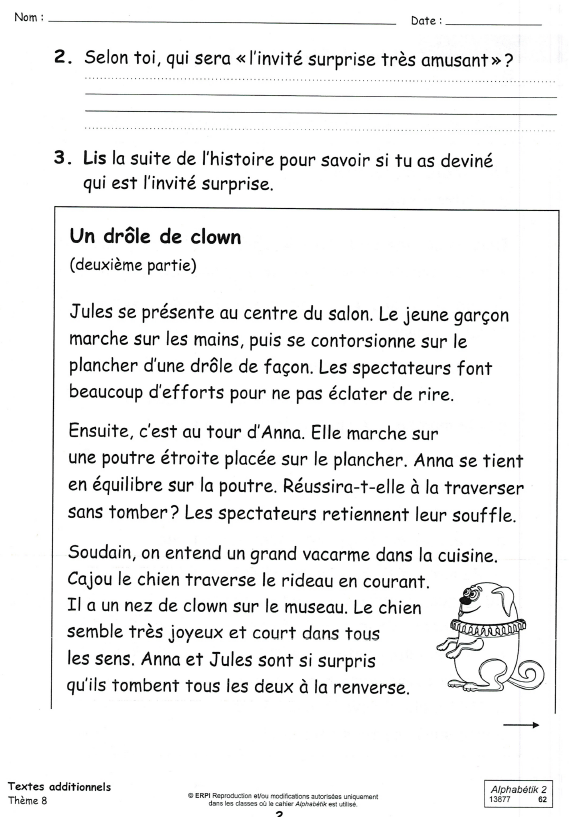 Nom : Date :
2. Selon toi, qui sera « l'invité surprise très amusant » ?
3. Lis la suite de l'histoire pour savoir si tu as deviné
qui est l'invité surprise.
Un drôle de clown
(deuxième partie)
Jules se présente au centre du salon. Le jeune garçon
marche sur les mains, puis se contorsionne sur le
plancher d'une drôle de façon. Les spectateurs font
beaucoup d'efforts pour ne pas éclater de rire.
Ensuite, c'est au tour d'Anna. Elle marche sur
une poutre étroite placée sur le plancher. Anna se tient
en équilibre sur la poutre. Réussira-t-elle à la traverser
sans tomber ? Les spectateurs retiennent leur souffle.
Soudain, on entend un grand vacarme dans la cuisine.
Cajou le chien traverse le rideau en courant.
Il a un nez de clown sur le museau. Le chien
semble très joyeux et court dans tous
les sens. Anna et Jules sont si surpris
qu'ils tombent tous les deux à la renverse.
Textes additionnels
Thème 8
© ERPI Reproduction et/ou modifications autorisées uniquement
dans les classes où le cahier Alphabétik est utilisé.
Alphabétik 2
13677 62
2